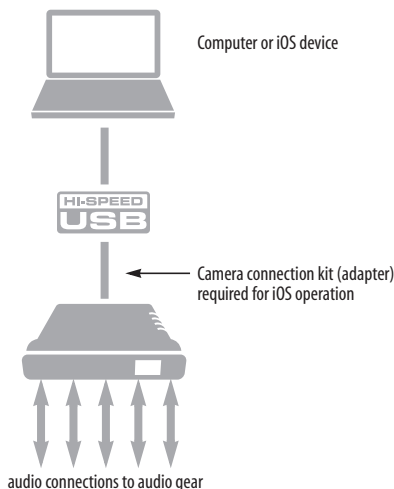 Computer or iOS device
HI-SPEED
USB
Camera connection kit (adapter)
required for iOS operation
audio connections to audio gear